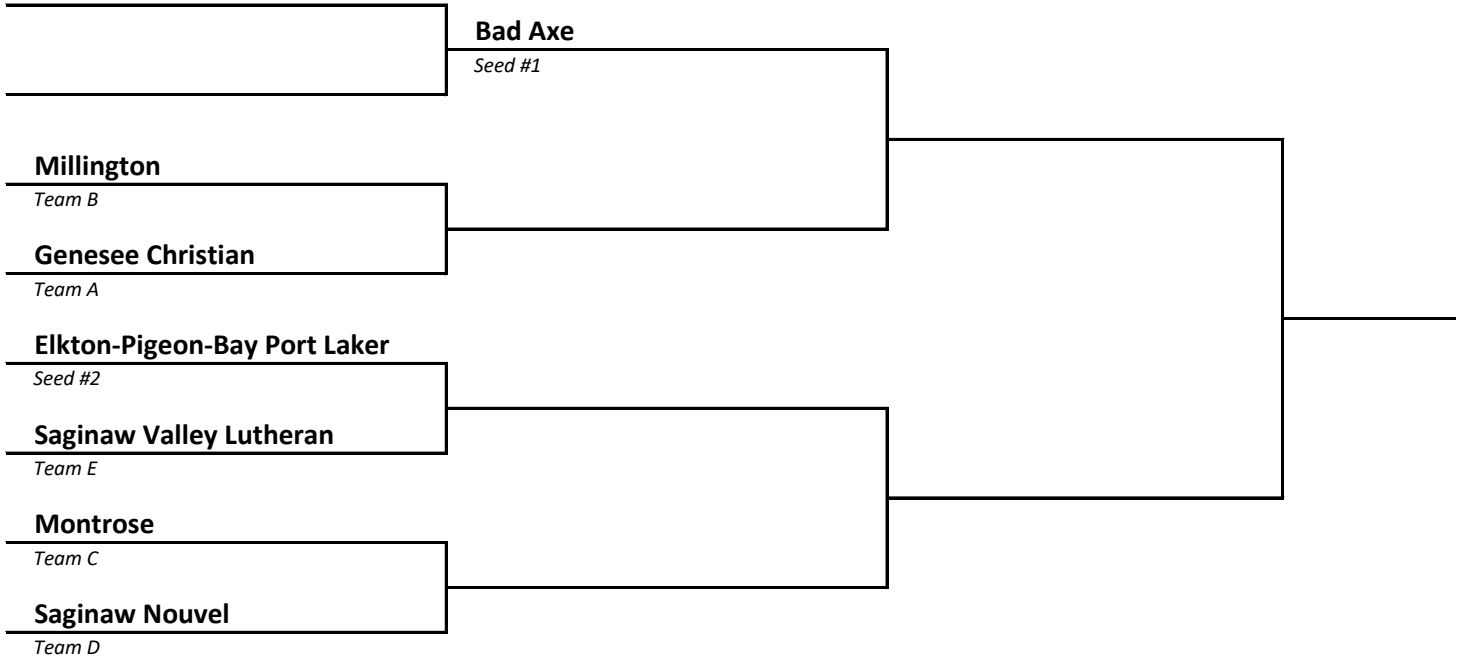 Bad Axe
Seed #1
Millington
Team B
Genesee Christian
Team A
Elkton-Pigeon-Bay Port Laker
Seed #2
Saginaw Valley Lutheran
Team E
Montrose
Team C
Saginaw Nouvel
Team D